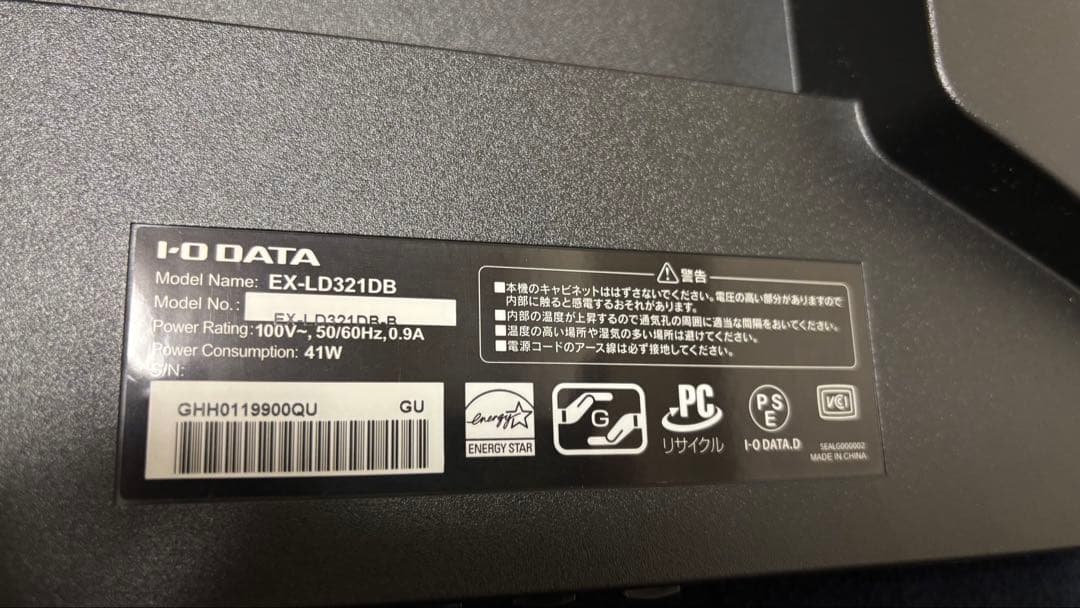 I-O DATA
Model Name: EX-LD321DB
Model No.: EX-LD321DB-B
Power Rating: 100V~, 50/60Hz, 0.9A
Power Consumption: 41W
S/N:
GHH0119900QU GU
警告
■本機のキャビネットははずさないでください。電圧の高い部分がありますので
内部に触ると感電するおそれがあります。
■内部の温度が上昇するので通気孔の周囲に適当な間隔をおいてください。
■温度の高い場所や湿気の多い場所は避けてください。
■電源コードのアース線は必ず接地してください。
energy
ENERGY STAR
G
PC
リサイクル
PSE
I-O DATA.D
VCCI
SEALG000002
MADE IN CHINA